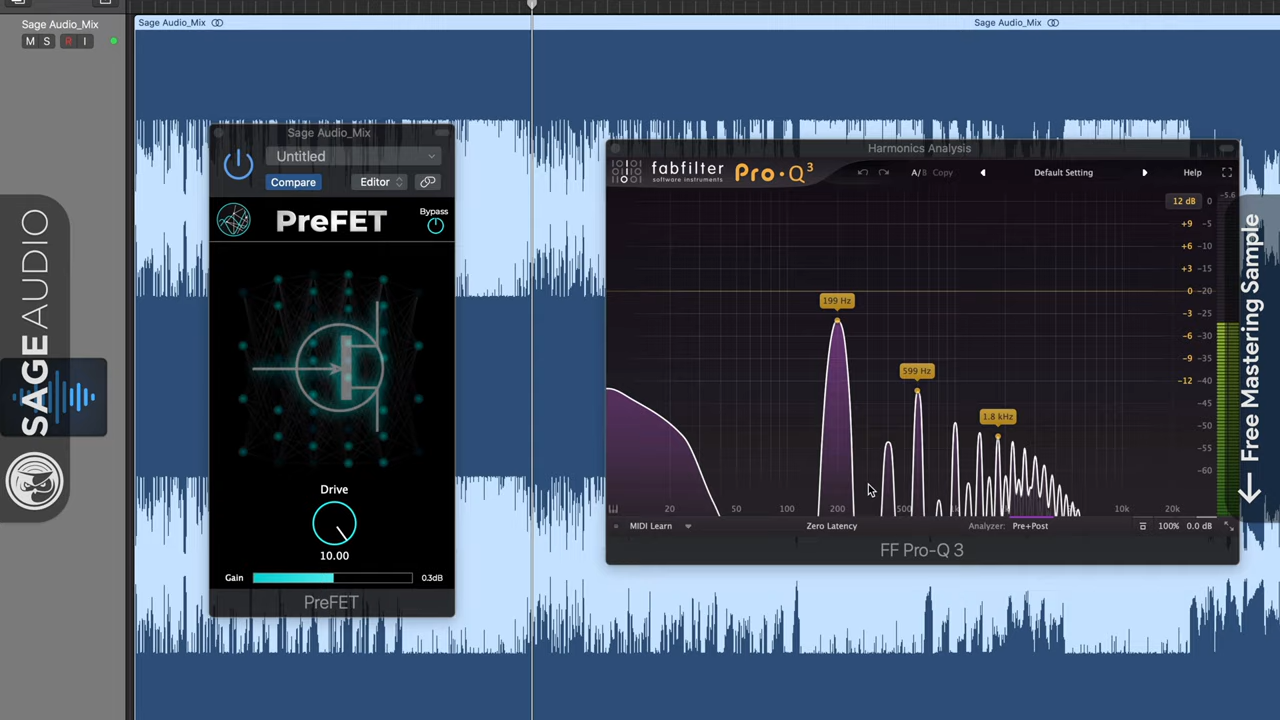 Sage Audio_Mix
M S R I
Sage Audio_Mix
Sage Audio_Mix
SAGE AUDIO
Sage Audio_Mix
Untitled
Compare
Editor
PreFET
Bypass
Drive
10.00
Gain
0.3dB
PreFET
Harmonics Analysis
fabfilter
software instruments
Pro·Q3
A/B Copy
Default Setting
Help
12 dB
0
-5.6
+9
-5
+6
-10
+3
-15
0
-20
-3
-25
-6
-30
-9
-35
-12
-40
-45
-50
-55
-60
199 Hz
599 Hz
1.8 kHz
20
50
100
200
10k
20k
MIDI Learn
Zero Latency
Analyzer: Pre+Post
100%
0.0 dB
FF Pro-Q 3
Free Mastering Sample